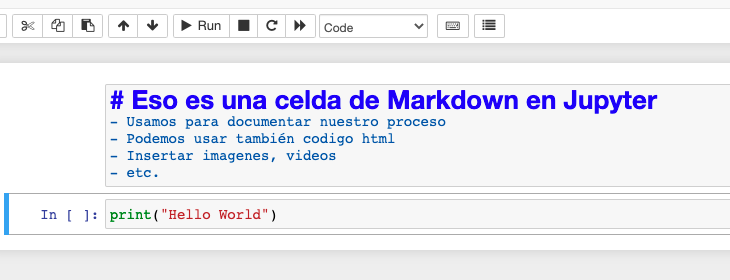 Run
Code
# Eso es una celda de Markdown en Jupyter
- Usamos para documentar nuestro proceso
- Podemos usar también codigo html
- Insertar imagenes, videos
- etc.
In [ ]: print("Hello World")